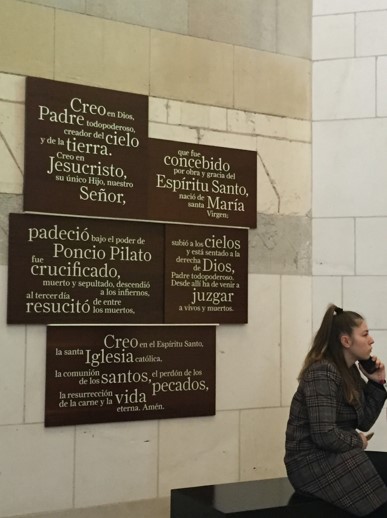 Creo en Dios,
Padre todopoderoso,
creador del cielo
y de la tierra.
Creo en
Jesucristo,
su único Hijo, nuestro
Señor,
que fue
concebido
por obra y gracia del
Espíritu Santo,
nació de
santa María
Virgen;
padeció bajo el poder de
Poncio Pilato
fue
crucificado,
muerto y sepultado, descendió
a los infiernos,
al tercer día
resucitó de entre
los muertos,
subió a los cielos
y está sentado a la
derecha
de Dios,
Padre todopoderoso.
Desde allí ha de venir a
juzgar
a vivos y muertos.
Creo en el Espíritu Santo,
la santa Iglesia católica.
la comunión
de los santos, el perdón de los
pecados,
la resurrección
de la carne y la vida
eterna. Amén.